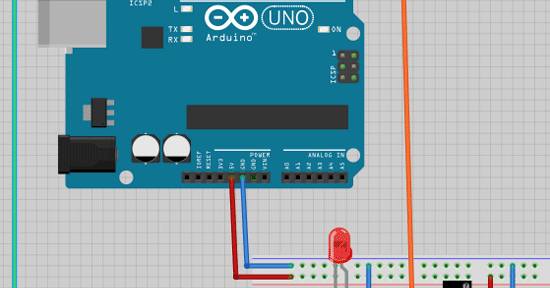 ICSP2
L
TX
RX
UNO
ON
Arduino™
1
ICSP
IOREF
RESET
3V3
5V
GND
GND
VIN
POWER
ANALOG IN
A0
A1
A2
A3
A4
A5